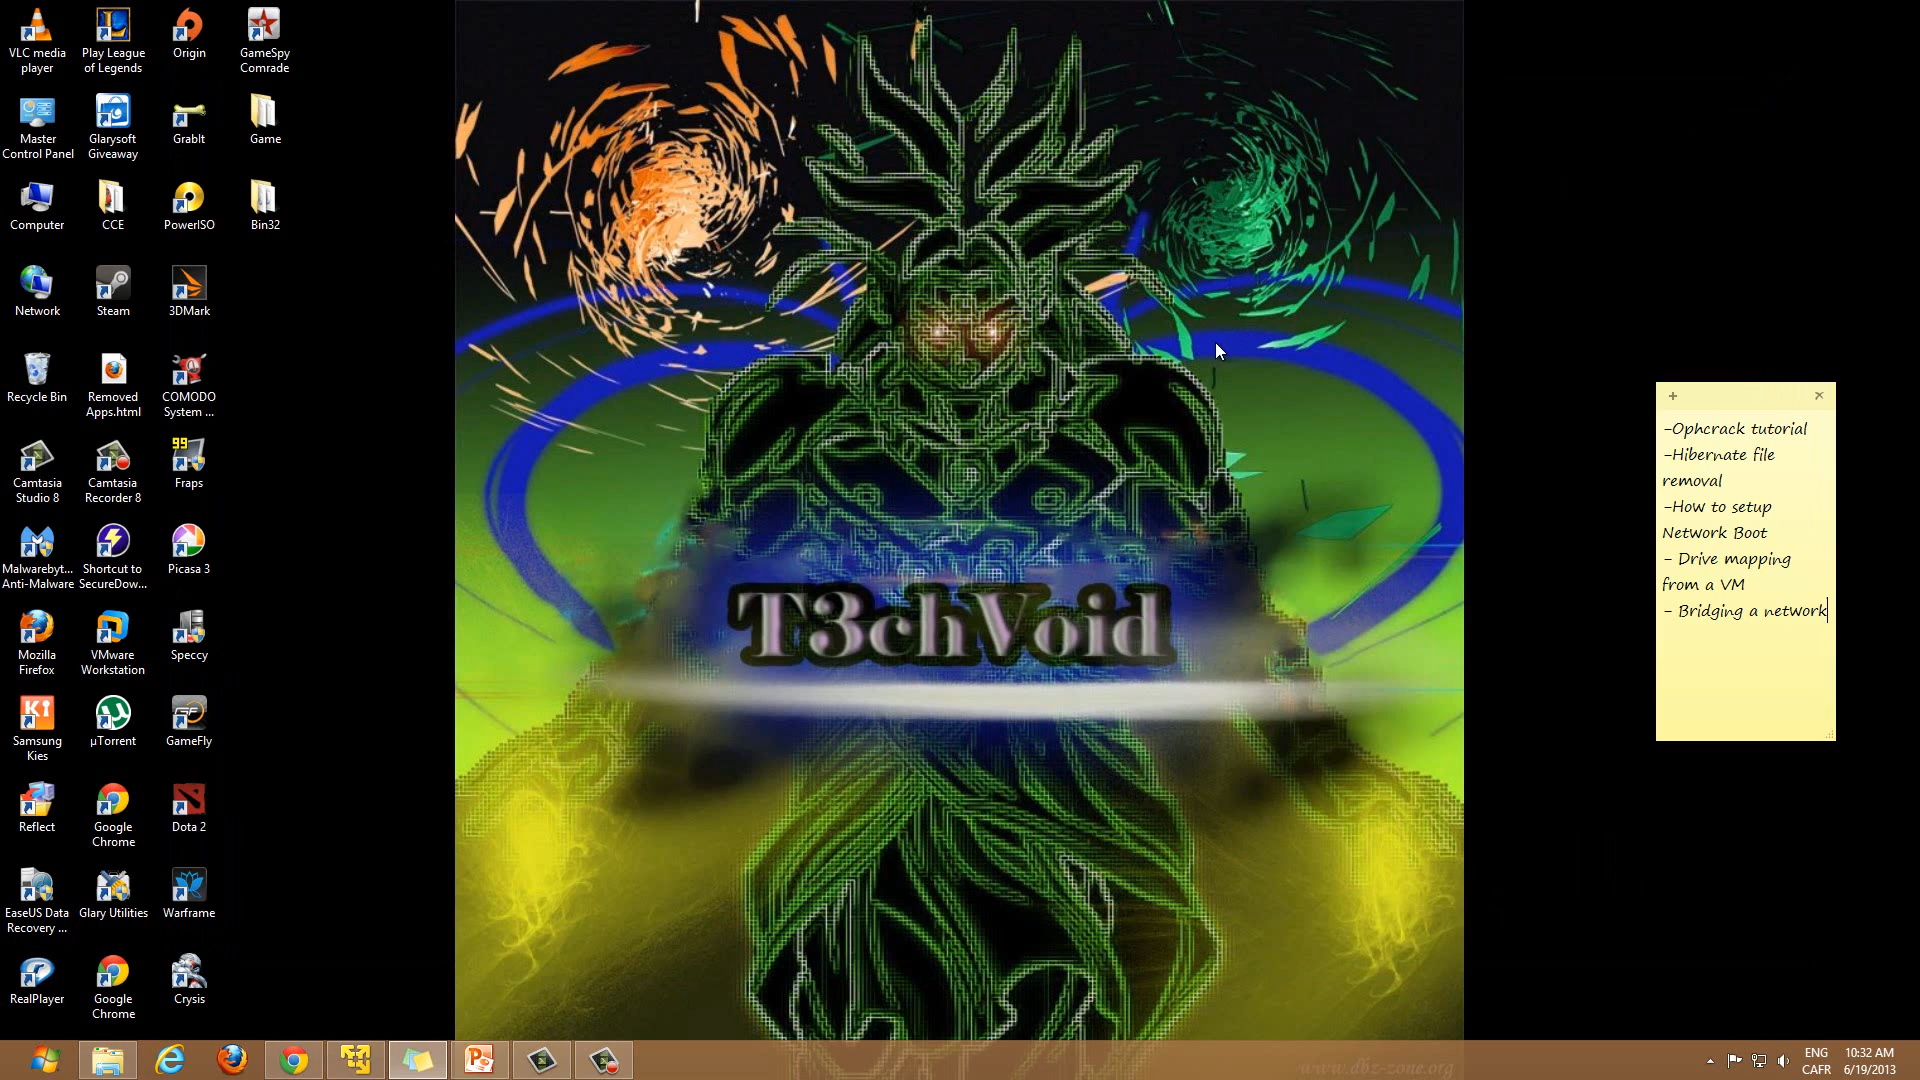 VLC media
player
Play League
of Legends
Origin
GameSpy
Comrade
Master
Control Panel
Glarysoft
Giveaway
GrabIt
Game
Computer
CCE
PowerISO
Bin32
Network
Steam
3DMark
Recycle Bin
Removed
Apps.html
COMODO
System ...
Camtasia
Studio 8
Camtasia
Recorder 8
99
Fraps
Malwarebyt...
Anti-Malware
Shortcut to
SecureDow...
Picasa 3
Mozilla
Firefox
VMware
Workstation
Speccy
Samsung
Kies
µTorrent
GameFly
Reflect
Google
Chrome
Dota 2
EaseUS Data
Recovery ...
Glary Utilities
Warframe
RealPlayer
Google
Chrome
Crysis
T3chVoid
-Ophcrack tutorial
-Hibernate file
removal
-How to setup
Network Boot
- Drive mapping
from a VM
- Bridging a network
www.dbz-zone.org
ENG
CAFR
10:32 AM
6/19/2013